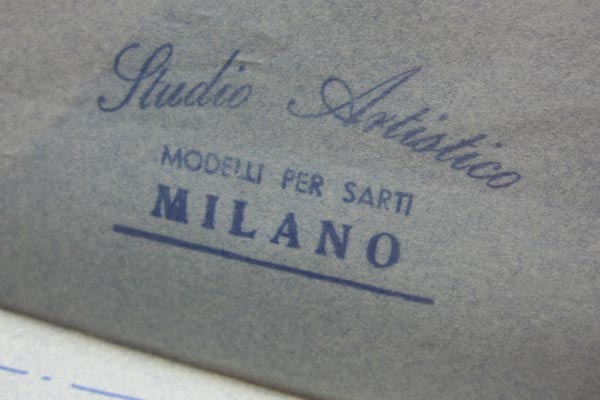 Studio Artistico
MODELLI PER SARTI
MILANO